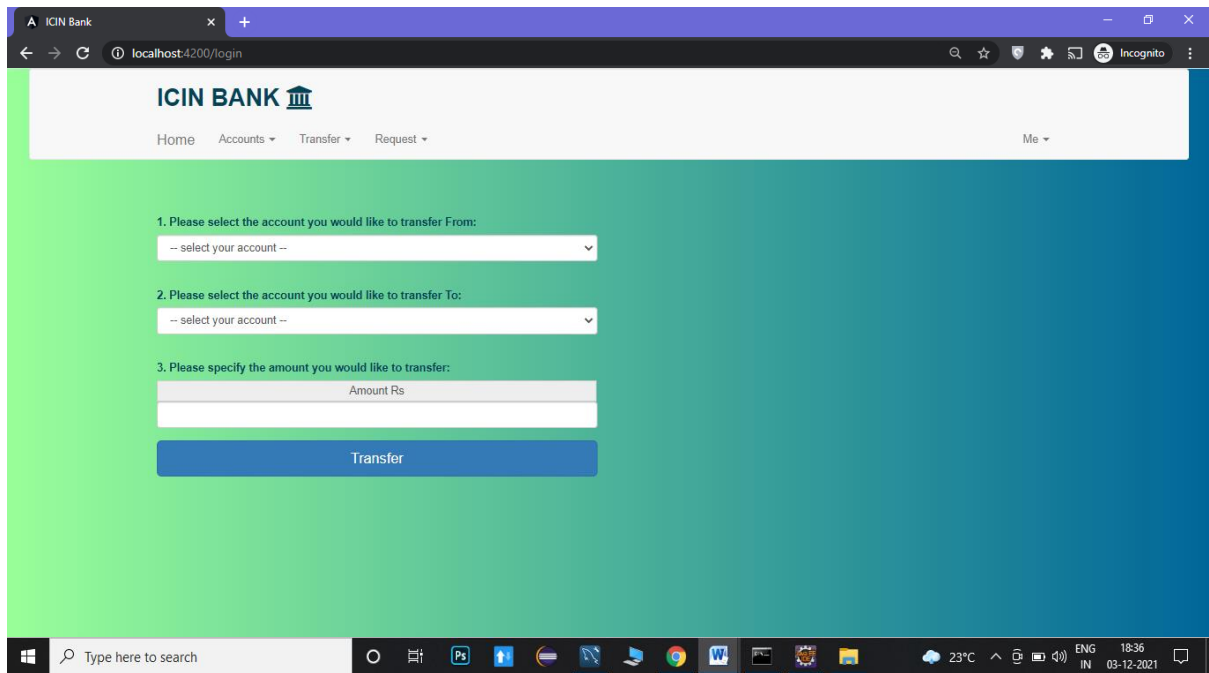 ICIN Bank
localhost:4200/login
Incognito
ICIN BANK
Home Accounts Transfer Request Me
1. Please select the account you would like to transfer From:
-- select your account --
2. Please select the account you would like to transfer To:
-- select your account --
3. Please specify the amount you would like to transfer:
Amount Rs
Transfer
Type here to search
Ps
W
23°C
ENG
IN
18:36
03-12-2021